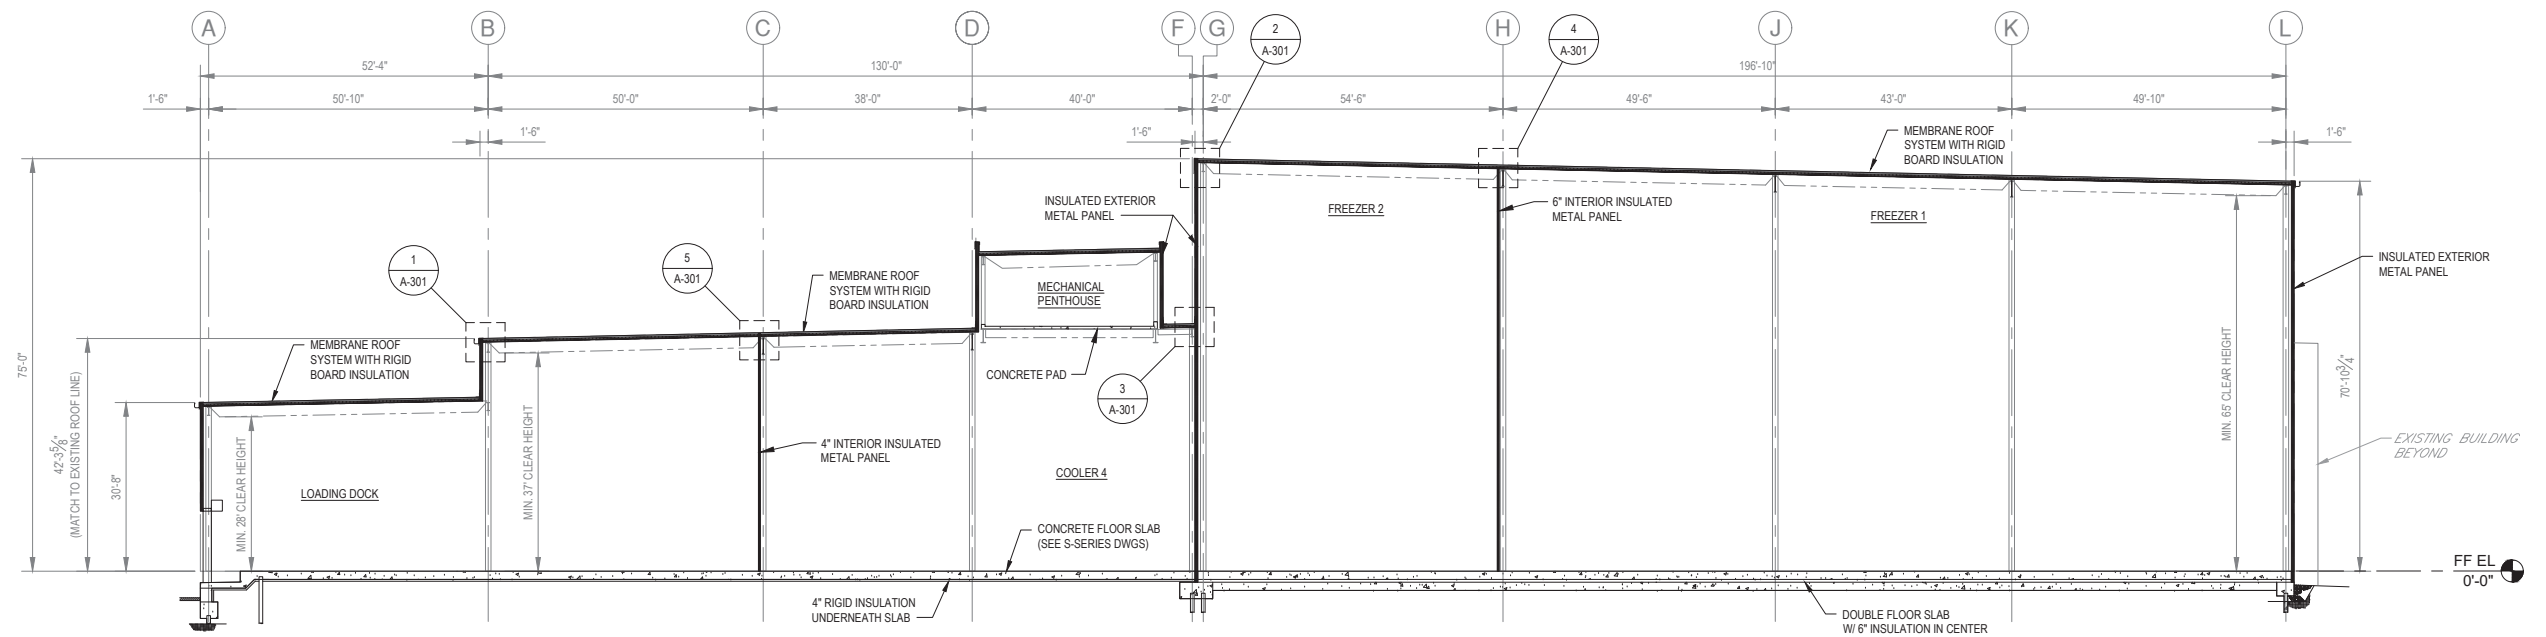 A B C D F G H J K L
2
A-301
4
A-301
52'-4" 130'-0" 196'-10"
1'-6" 50'-10" 50'-0" 38'-0" 40'-0" 2'-0" 54'-6" 49'-6" 43'-0" 49'-10"
1'-6" 1'-6" 1'-6"
MEMBRANE ROOF
SYSTEM WITH RIGID
BOARD INSULATION
INSULATED EXTERIOR
METAL PANEL
FREEZER 2
6" INTERIOR INSULATED
METAL PANEL
FREEZER 1
1
A-301
5
A-301
MEMBRANE ROOF
SYSTEM WITH RIGID
BOARD INSULATION
MECHANICAL
PENTHOUSE
INSULATED EXTERIOR
METAL PANEL
MEMBRANE ROOF
SYSTEM WITH RIGID
BOARD INSULATION
CONCRETE PAD
3
A-301
75'-0"
42'-3 5/8"
(MATCH TO EXISTING ROOF LINE)
30'-8"
MIN. 28' CLEAR HEIGHT
MIN. 37' CLEAR HEIGHT
MIN. 65' CLEAR HEIGHT
70'-10 3/4"
4" INTERIOR INSULATED
METAL PANEL
EXISTING BUILDING
BEYOND
LOADING DOCK
COOLER 4
CONCRETE FLOOR SLAB
(SEE S-SERIES DWGS)
FF EL
0'-0"
4" RIGID INSULATION
UNDERNEATH SLAB
DOUBLE FLOOR SLAB
W/ 6" INSULATION IN CENTER